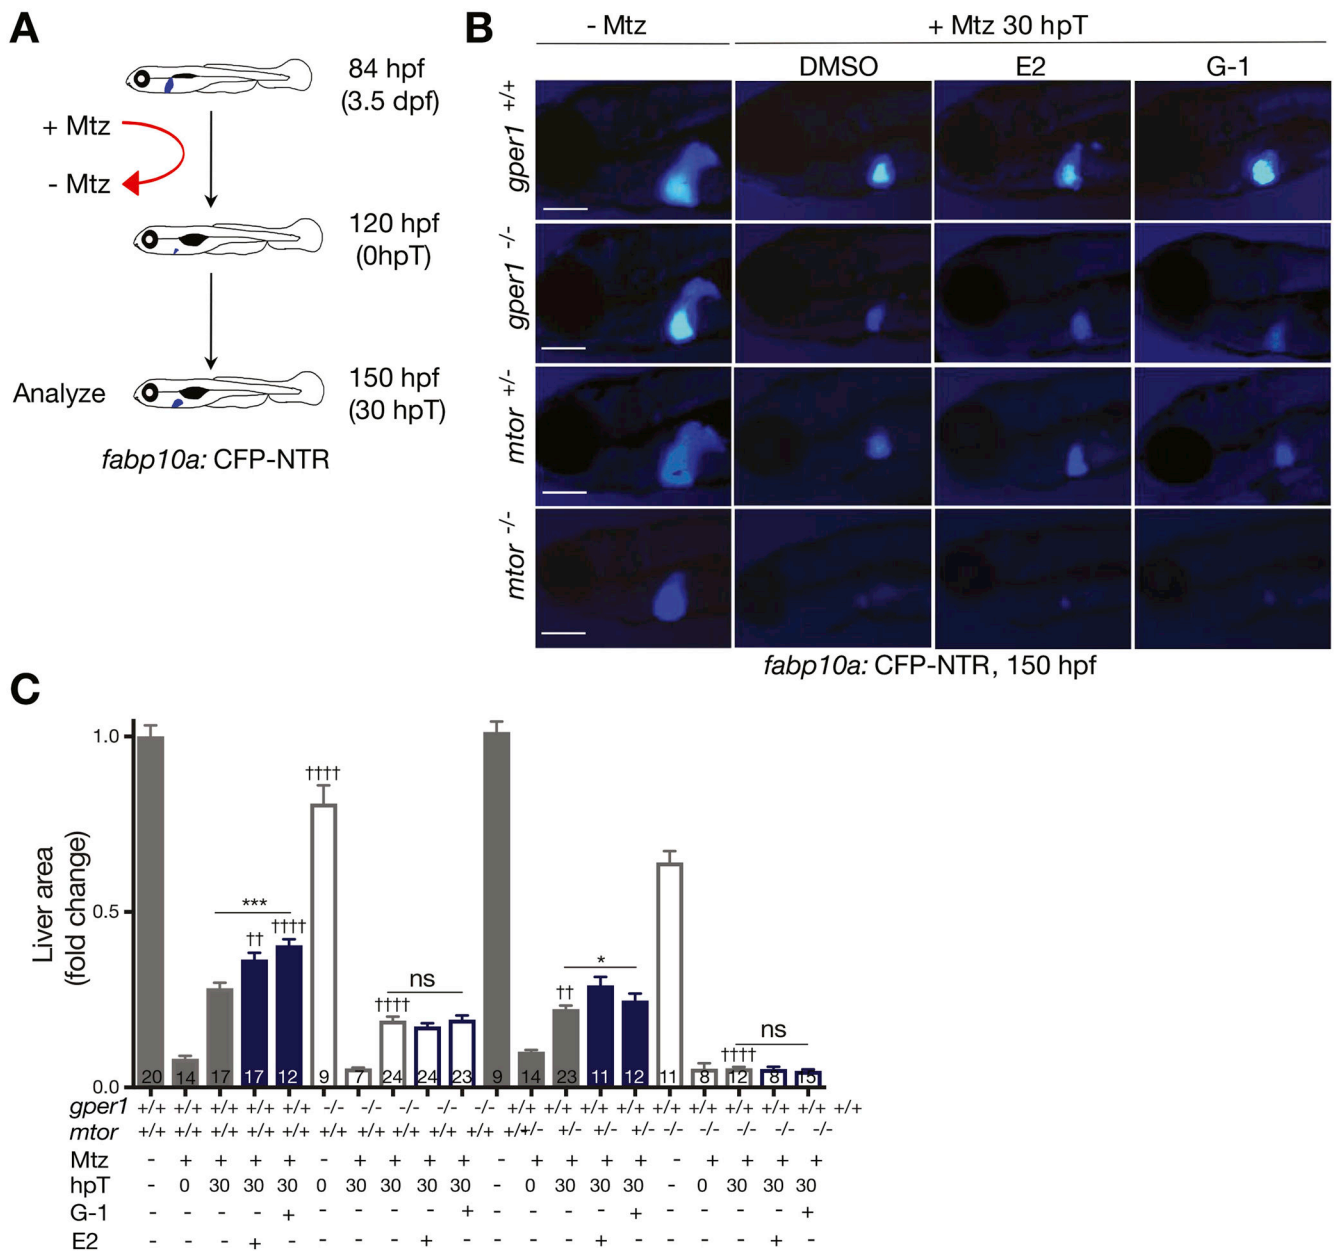 A
84 hpf
(3.5 dpf)
+ Mtz
- Mtz
120 hpf
(0hpT)
Analyze
150 hpf
(30 hpT)
fabp10a: CFP-NTR
B
- Mtz
+ Mtz 30 hpT
DMSO
E2
G-1
gper1 +/+
gper1 -/-
mtor +/-
mtor -/-
fabp10a: CFP-NTR, 150 hpf
C
Liver area
(fold change)
1.0
0.5
0.0
†††† 
*** †† ††††
ns ††††
* ††
ns ††††
20 14 17 17 12 9 7 24 24 23 9 14 23 11 12 11 8 12 8 15
gper1 +/+ +/+ +/+ +/+ +/+ -/- -/- -/- -/- -/- +/+ +/+ +/+ +/+ +/+ +/+ +/+ +/+ +/+ +/+
mtor +/+ +/+ +/+ +/+ +/+ +/+ +/+ +/+ +/+ +/+ +/- +/- +/- +/- +/- -/- -/- -/- -/- -/-
Mtz - + + + + - + + + + - + + + + - + + + +
hpT - 0 30 30 30 0 30 30 30 30 - 0 30 30 30 - 0 30 30 30
G-1 - - - - + - - - - + - - - - + - - - - +
E2 - - - + - - - - + - - - - + - - - - + -